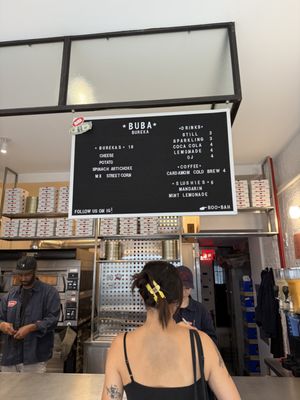 *BUBA*
BUREKA
• BUREKAS • 18
CHEESE
POTATO
SPINACH ARTICHOKE
W$ STREETCORN
FOLLOW US ON IG!
• DRINKS •
STILL 3
SPARKLING 3
COCA COLA 4
LEMONADE 4
OJ 4
• COFFEE •
CARDAMOM COLD BREW 4
• SLUSHIES • 6
MANDARIN
MINT LEMONADE
BOO-BAH